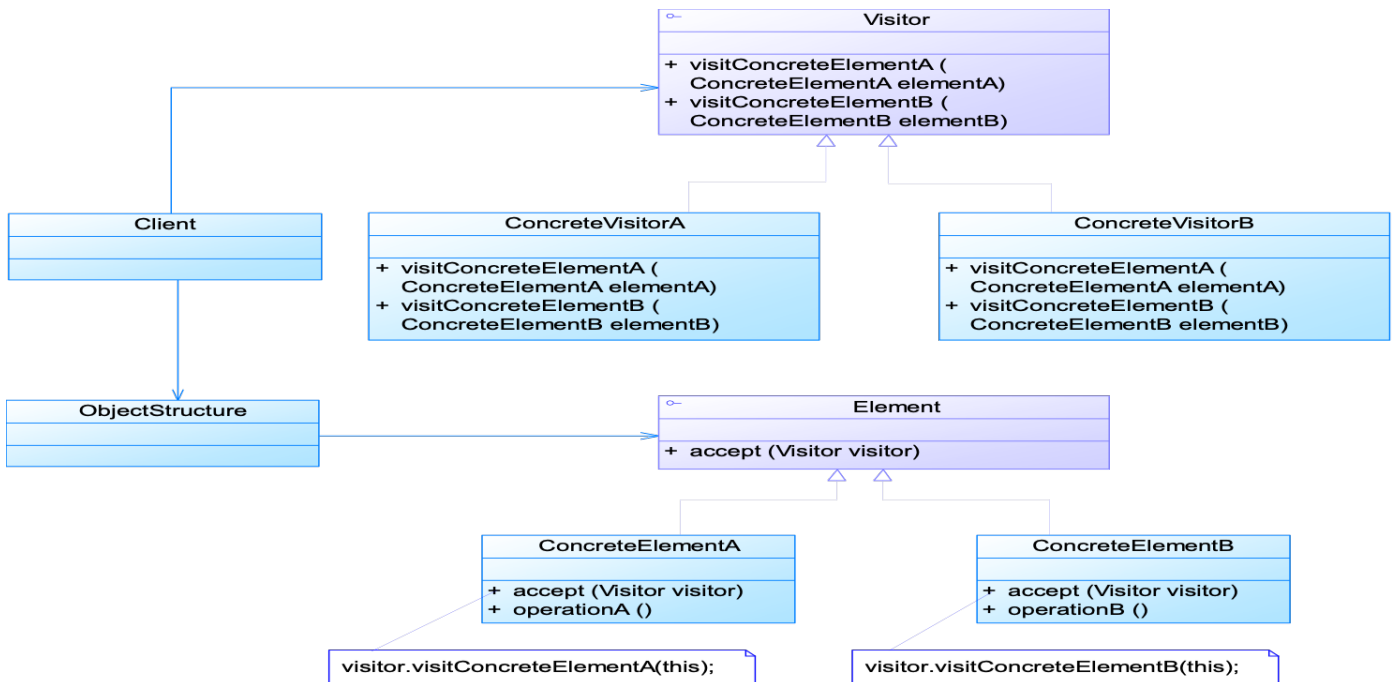 Visitor
+ visitConcreteElementA (
ConcreteElementA elementA)
+ visitConcreteElementB (
ConcreteElementB elementB)
Client
ConcreteVisitorA
+ visitConcreteElementA (
ConcreteElementA elementA)
+ visitConcreteElementB (
ConcreteElementB elementB)
ConcreteVisitorB
+ visitConcreteElementA (
ConcreteElementA elementA)
+ visitConcreteElementB (
ConcreteElementB elementB)
ObjectStructure
Element
+ accept (Visitor visitor)
ConcreteElementA
+ accept (Visitor visitor)
+ operationA ()
ConcreteElementB
+ accept (Visitor visitor)
+ operationB ()
visitor.visitConcreteElementA(this);
visitor.visitConcreteElementB(this);